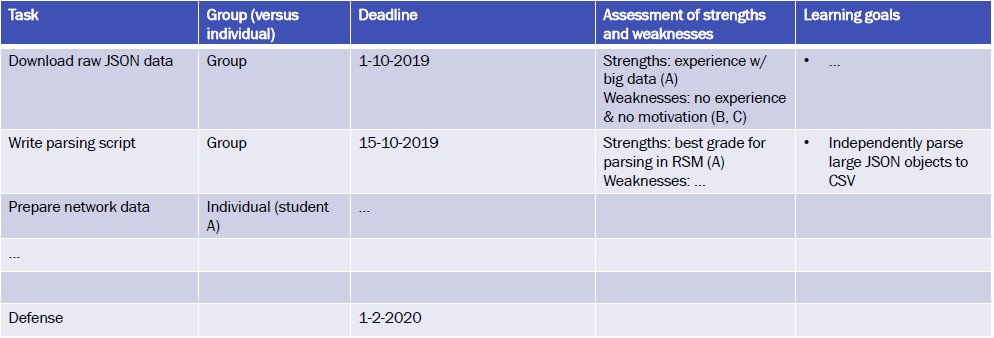 Task
Group (versus
individual)
Deadline
Assessment of strengths
and weaknesses
Learning goals
Download raw JSON data
Group
1-10-2019
Strengths: experience w/
big data (A)
Weaknesses: no experience
& no motivation (B, C)
• ...
Write parsing script
Group
15-10-2019
Strengths: best grade for
parsing in RSM (A)
Weaknesses: ...
• Independently parse
large JSON objects to
CSV
Prepare network data
Individual (student
A)
...
...
Defense
1-2-2020